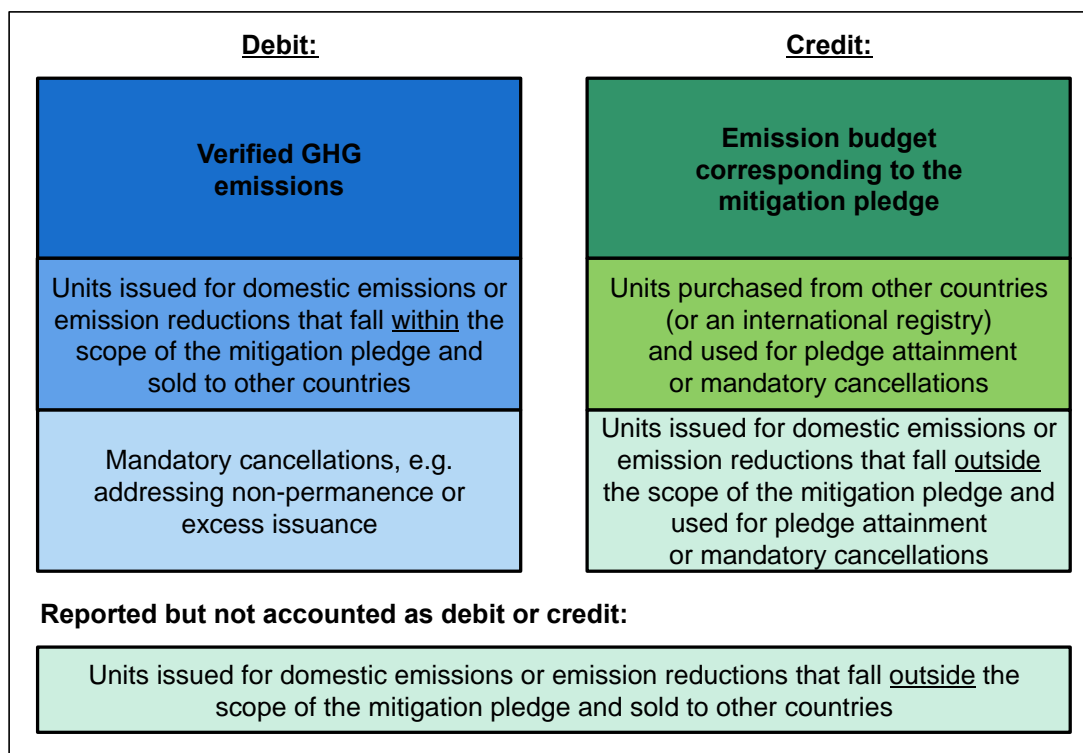 Debit:
Verified GHG
emissions
Units issued for domestic emissions or
emission reductions that fall within the
scope of the mitigation pledge and
sold to other countries
Mandatory cancellations, e.g.
addressing non-permanence or
excess issuance
Credit:
Emission budget
corresponding to the
mitigation pledge
Units purchased from other countries
(or an international registry)
and used for pledge attainment
or mandatory cancellations
Units issued for domestic emissions or
emission reductions that fall outside
the scope of the mitigation pledge and
used for pledge attainment
or mandatory cancellations
Reported but not accounted as debit or credit:
Units issued for domestic emissions or emission reductions that fall outside the
scope of the mitigation pledge and sold to other countries